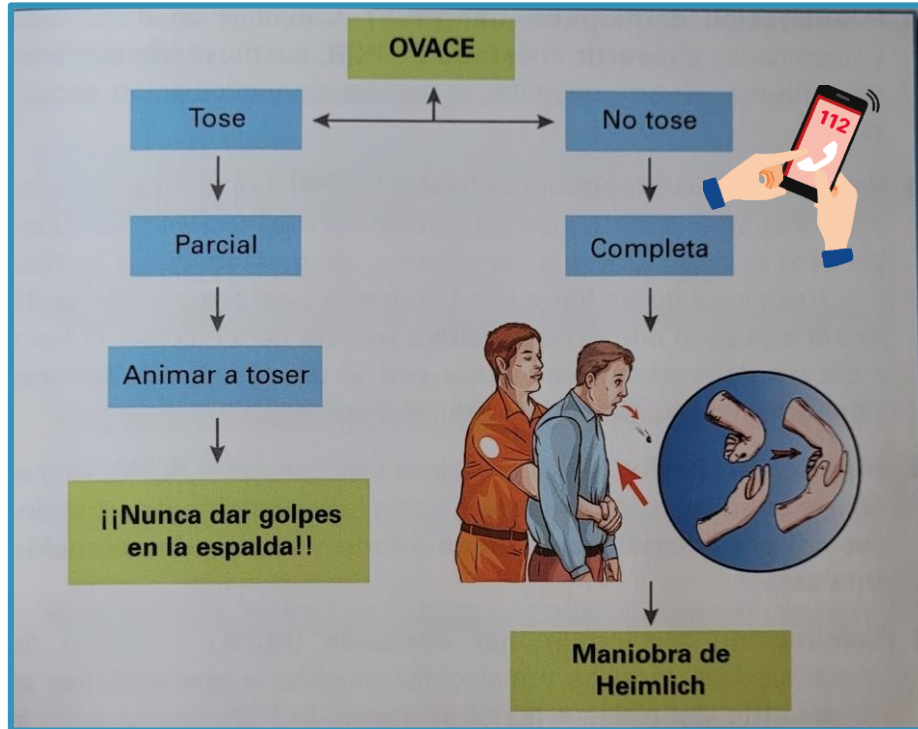 OVACE
Tose
No tose
112
Parcial
Completa
Animar a toser
¡¡Nunca dar golpes
en la espalda!!
Maniobra de
Heimlich